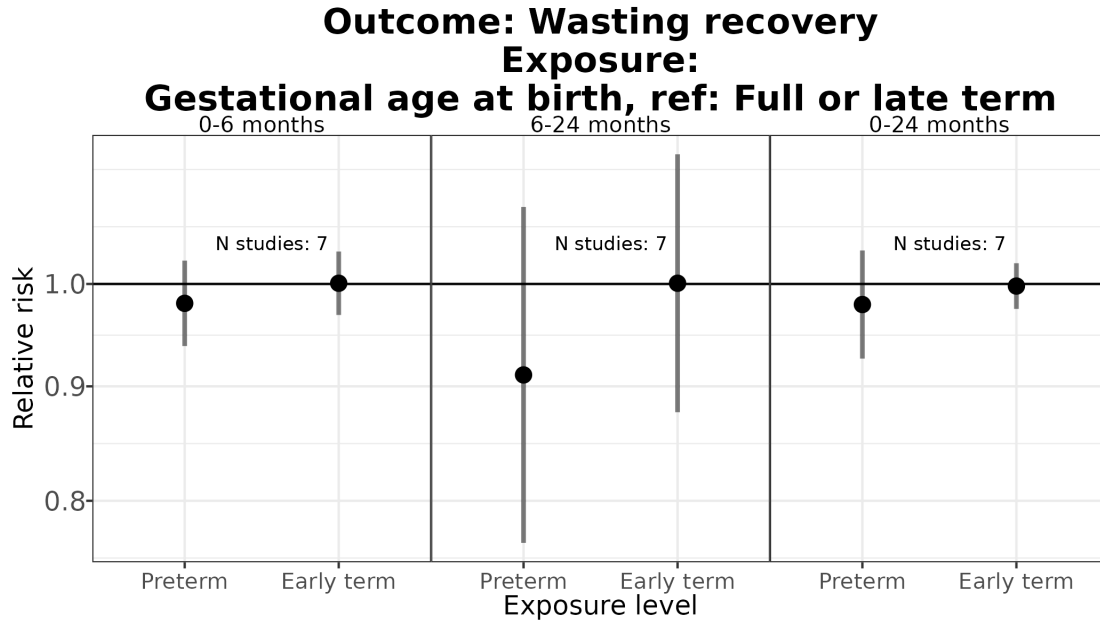 Outcome: Wasting recovery
Exposure:
Gestational age at birth, ref: Full or late term
0-6 months
6-24 months
0-24 months
N studies: 7
N studies: 7
N studies: 7
Relative risk
1.0
0.9
0.8
Preterm
Early term
Preterm
Early term
Preterm
Early term
Exposure level